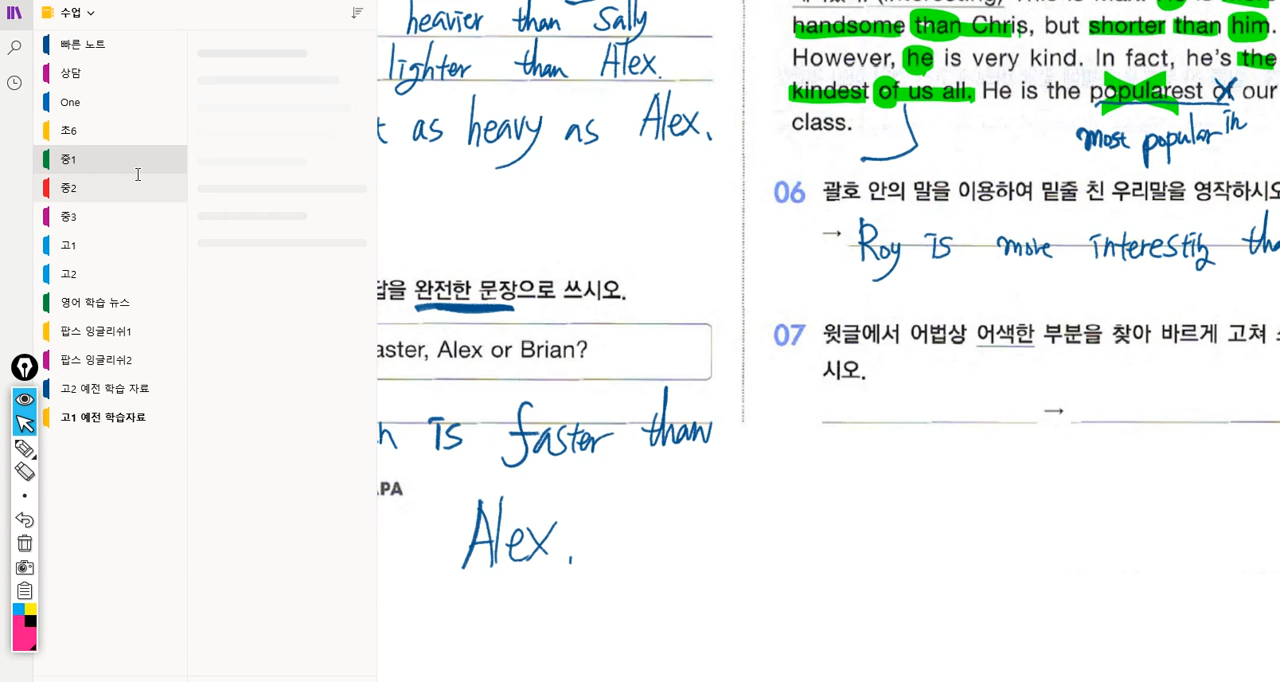 수업
빠른 노트
상담
One
초6
중1
중2
중3
고1
고2
영어 학습 뉴스
팝스 잉글리쉬1
팝스 잉글리쉬2
고2 예전 학습 자료
고1 예전 학습자료
heavier than Sally
lighter than Alex.
t as heavy as Alex.
답을 완전한 문장으로 쓰시오.
aster, Alex or Brian?
is faster than
Alex.
PA
handsome than Chris, but shorter than him.
However, he is very kind. In fact, he's the
kindest of us all. He is the popularest of our
class.
most popular in
06 괄호 안의 말을 이용하여 밑줄 친 우리말을 영작하시오
→ Roy is more interestig tha
07 윗글에서 어법상 어색한 부분을 찾아 바르게 고쳐 쓰
시오.
→